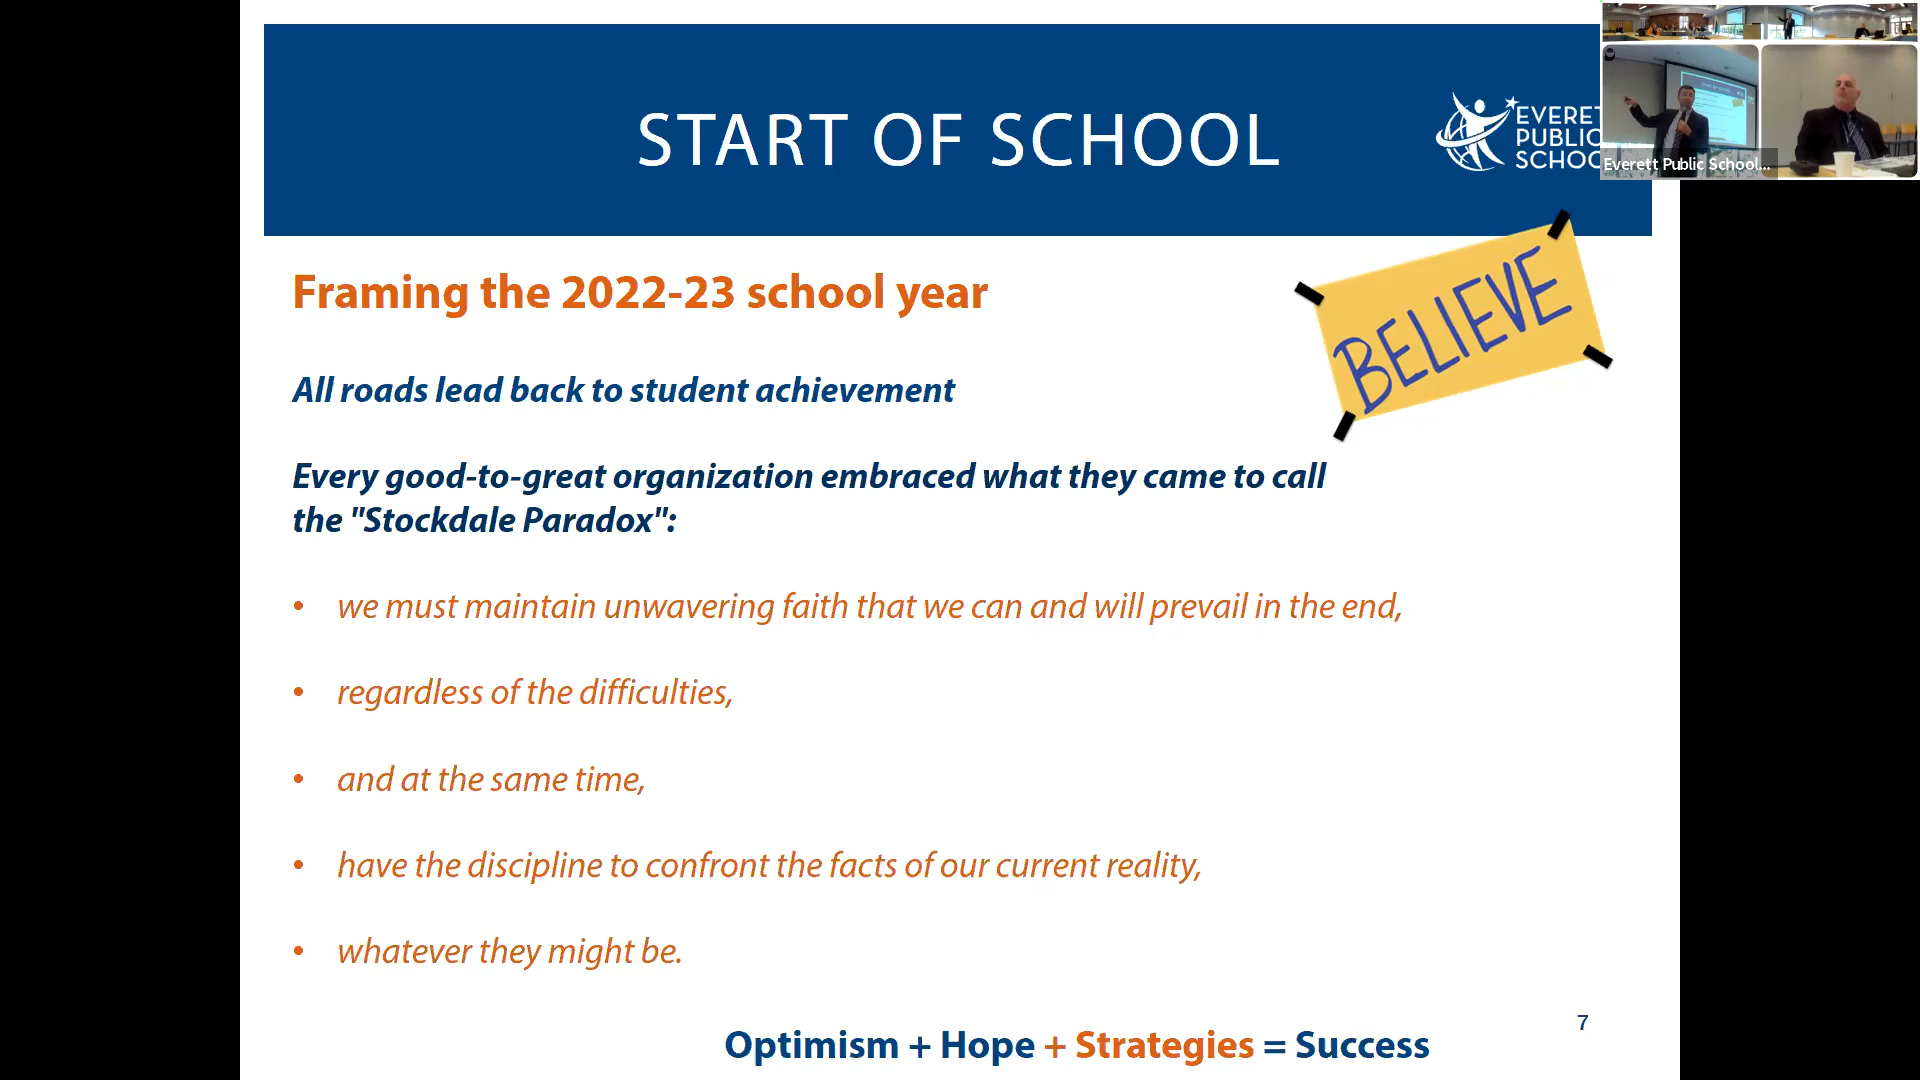 START OF SCHOOL
EVERE
PUBLIC
SCHOO
Everett Public School...
BELIEVE
Framing the 2022-23 school year
All roads lead back to student achievement
Every good-to-great organization embraced what they came to call
the "Stockdale Paradox":
• we must maintain unwavering faith that we can and will prevail in the end,
• regardless of the difficulties,
• and at the same time,
• have the discipline to confront the facts of our current reality,
• whatever they might be.
7
Optimism + Hope + Strategies = Success